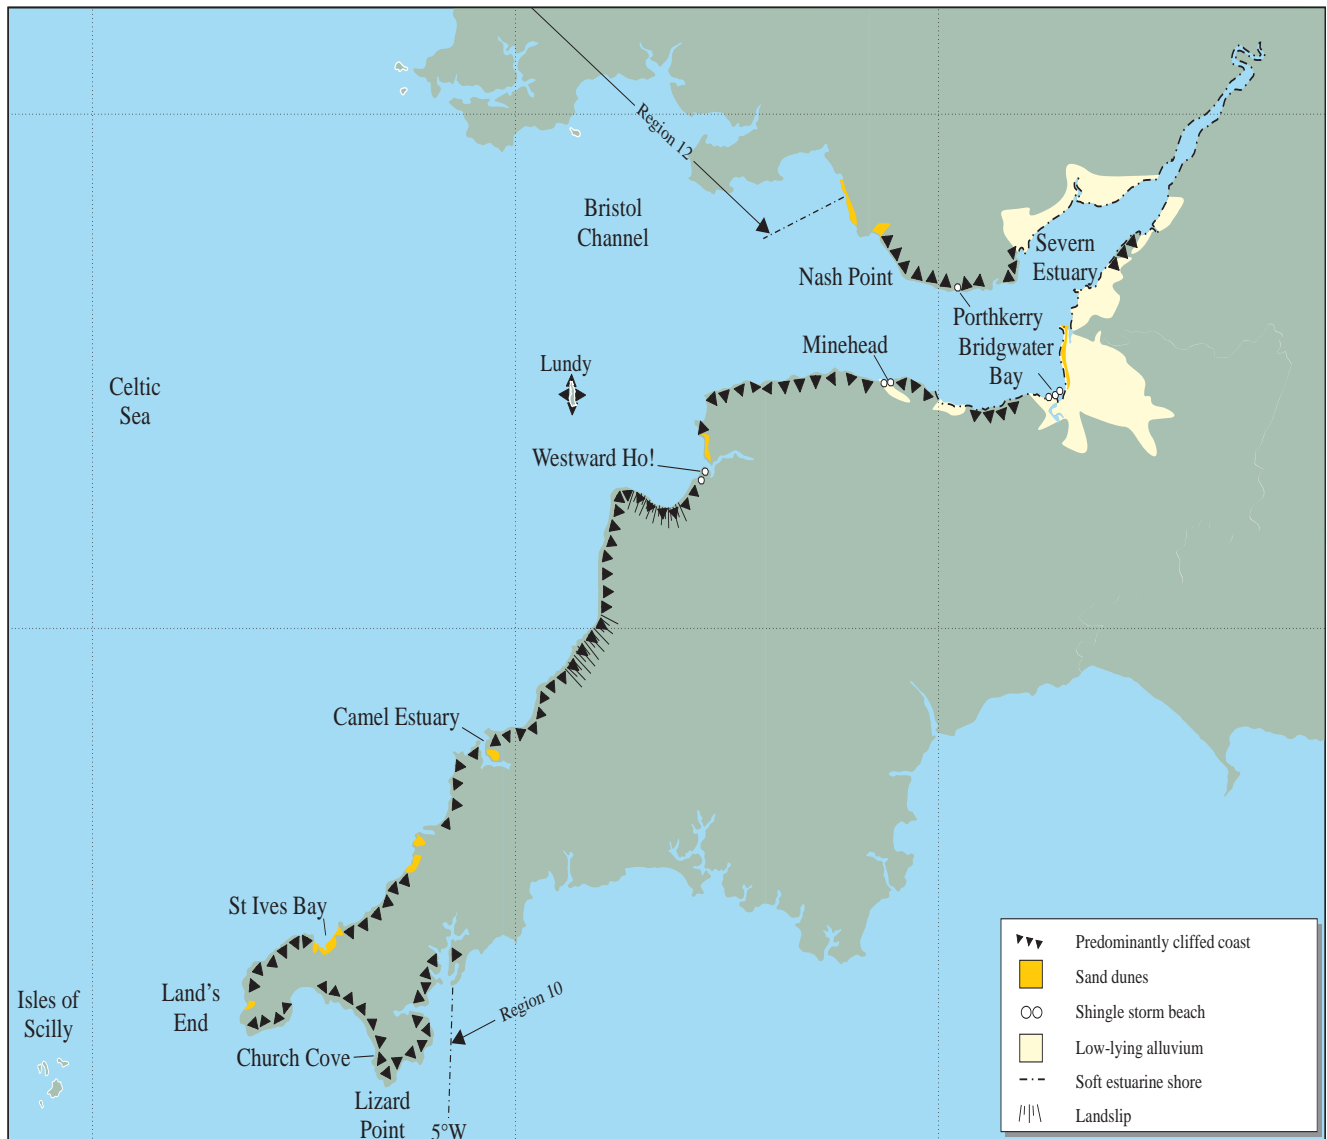 Region 12
Bristol
Channel
Severn
Estuary
Nash Point
Porthkerry
Minehead
Bridgwater
Bay
Lundy
Celtic
Sea
Westward Ho!
Camel Estuary
St Ives Bay
Land's
End
Isles of
Scilly
Region 10
Church Cove
Lizard
Point
5°W
Predominantly cliffed coast
Sand dunes
Shingle storm beach
Low-lying alluvium
Soft estuarine shore
Landslip